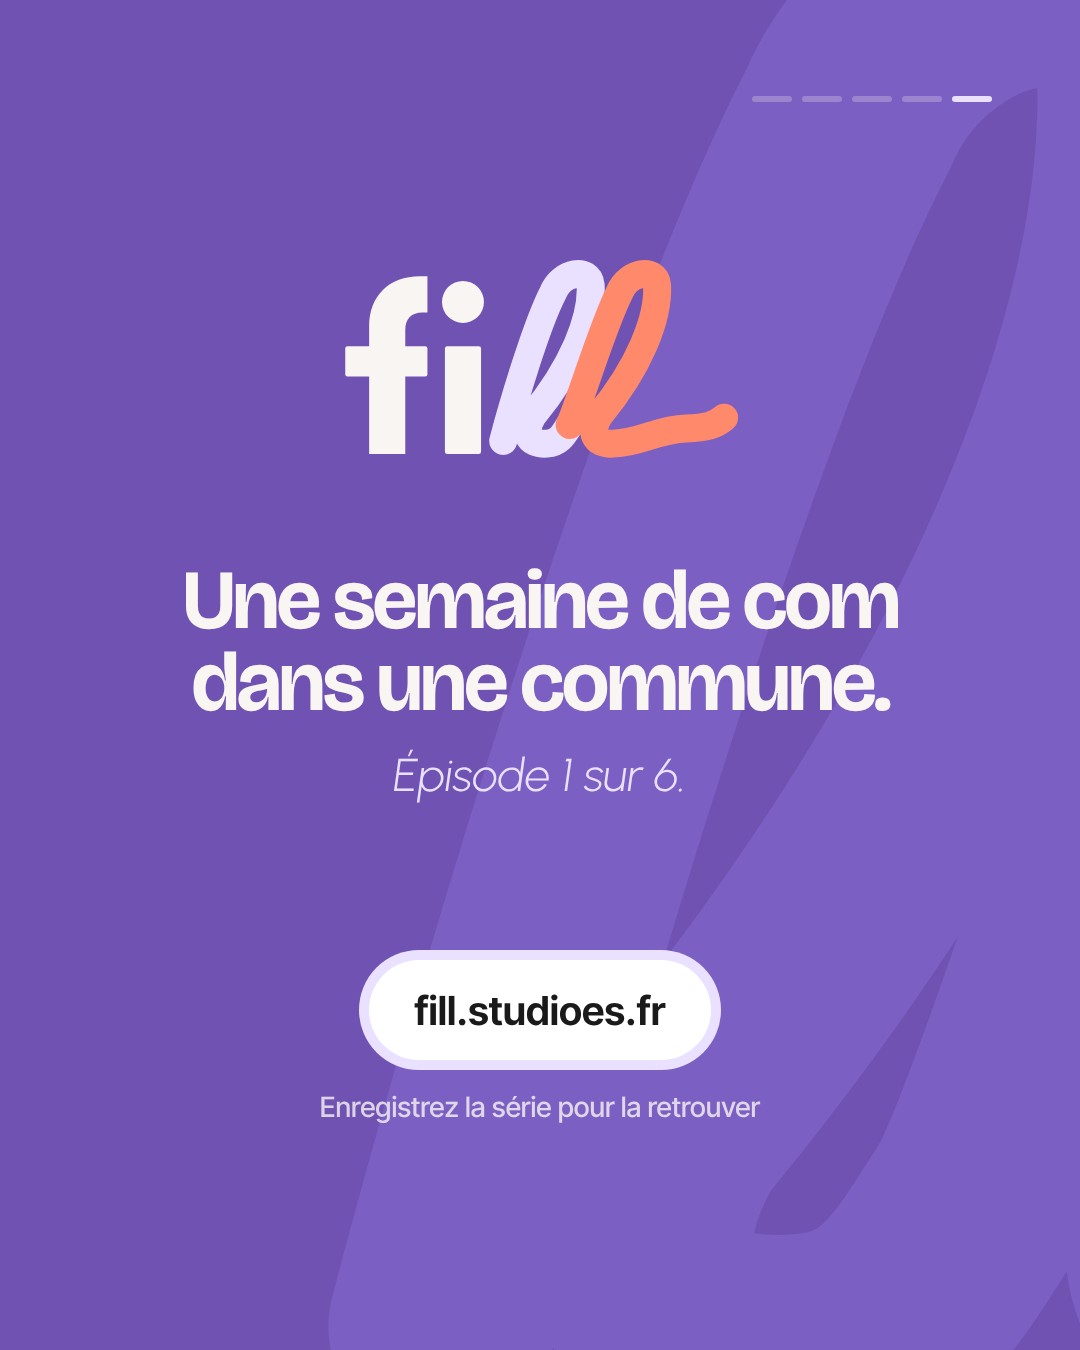 fill
Une semaine de com
dans une commune.
Épisode 1 sur 6.
fill.studioes.fr
Enregistrez la série pour la retrouver